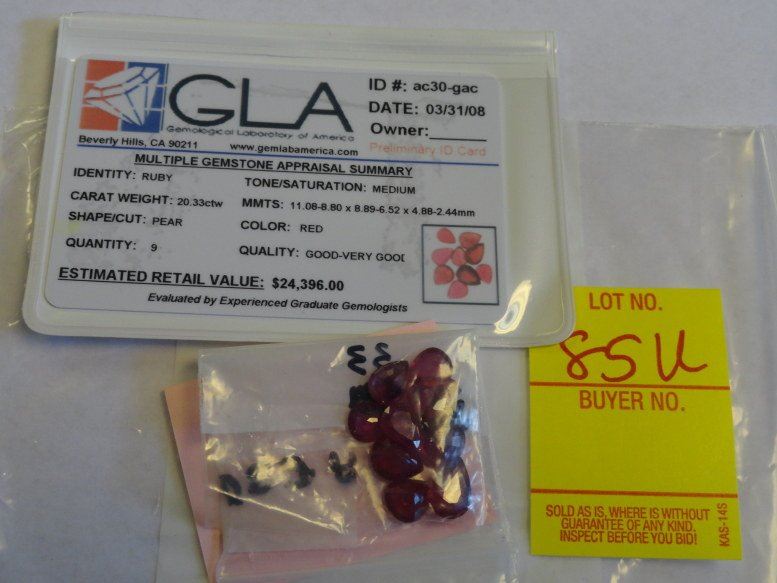 GLA
Gemological Laboratory of America
Beverly Hills, CA 90211 www.gemlabamerica.com
ID #: ac30-gac
DATE: 03/31/08
Owner:______
Preliminary ID Card
MULTIPLE GEMSTONE APPRAISAL SUMMARY
IDENTITY: RUBY
TONE/SATURATION: MEDIUM
CARAT WEIGHT: 20.33ctw
MMTS: 11.08-8.80 x 8.89-6.52 x 4.88-2.44mm
SHAPE/CUT: PEAR
COLOR: RED
QUANTITY: 9
QUALITY: GOOD-VERY GOOD
ESTIMATED RETAIL VALUE: $24,396.00
Evaluated by Experienced Graduate Gemologists
LOT NO.
85U
BUYER NO.
SOLD AS IS, WHERE IS WITHOUT
GUARANTEE OF ANY KIND.
INSPECT BEFORE YOU BID!
KAS-14S